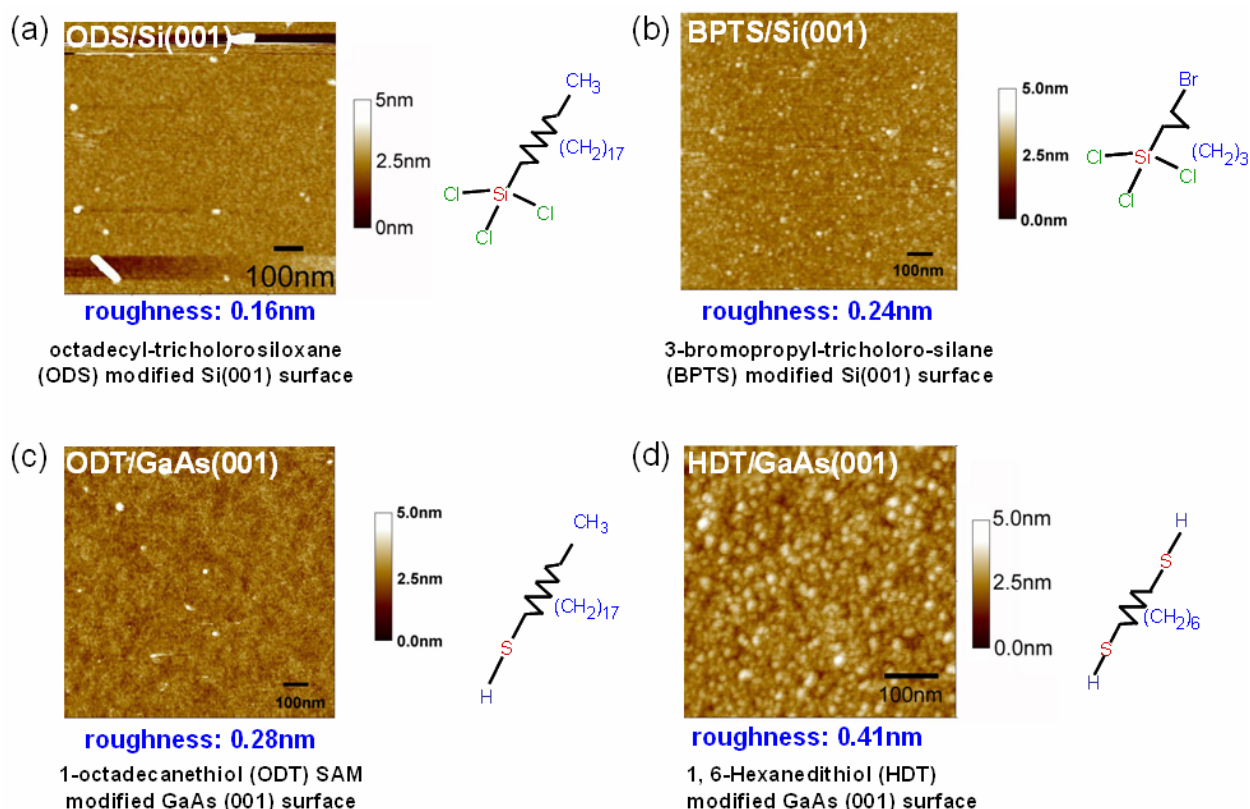 (a)
ODS/Si(001)
5nm
2.5nm
0nm
100nm
CH3
(CH2)17
Si
Cl
Cl
Cl
roughness: 0.16nm
octadecyl-tricholorosiloxane
(ODS) modified Si(001) surface
(b)
BPTS/Si(001)
5.0nm
2.5nm
0.0nm
100nm
Br
(CH2)3
Si
Cl
Cl
Cl
roughness: 0.24nm
3-bromopropyl-tricholoro-silane
(BPTS) modified Si(001) surface
(c)
ODT/GaAs(001)
5.0nm
2.5nm
0.0nm
100nm
CH3
(CH2)17
S
H
roughness: 0.28nm
1-octadecanethiol (ODT) SAM
modified GaAs (001) surface
(d)
HDT/GaAs(001)
5.0nm
2.5nm
0.0nm
100nm
H
S
(CH2)6
S
H
roughness: 0.41nm
1, 6-Hexanedithiol (HDT)
modified GaAs (001) surface